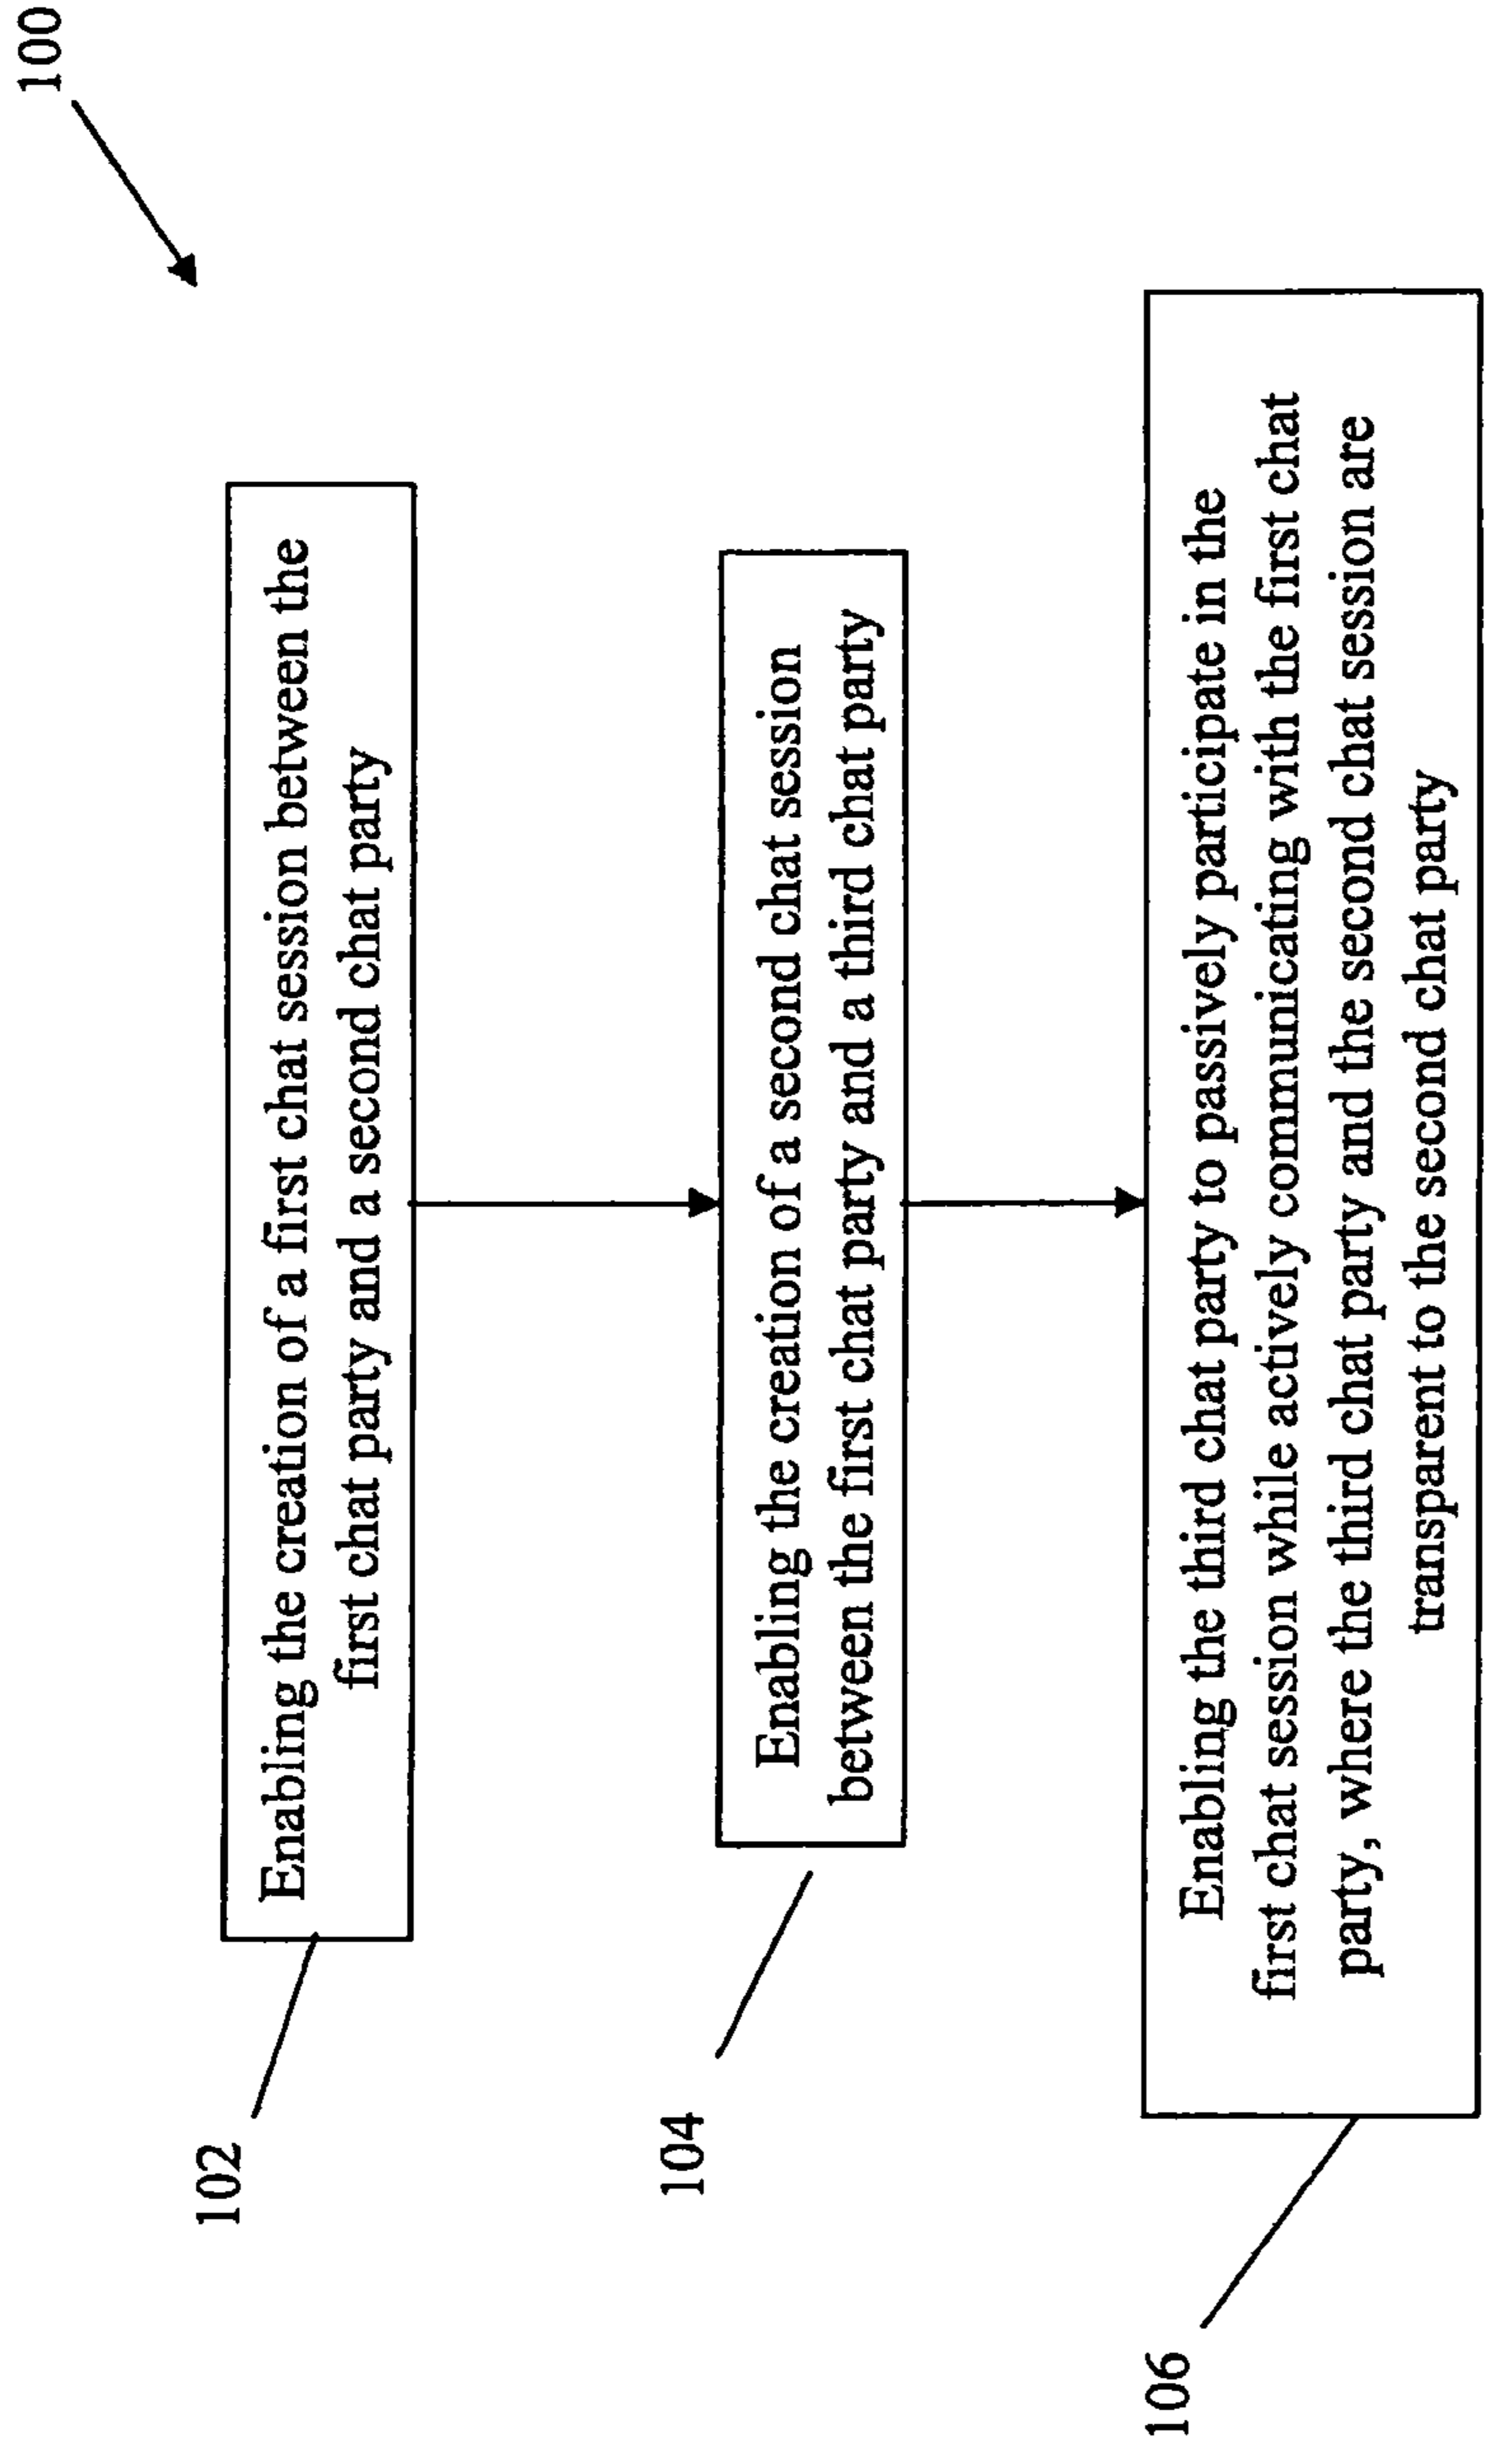 100
102
Enabling the creation of a first chat session between the
first chat party and a second chat party
104
Enabling the creation of a second chat session
between the first chat party and a third chat party
106
Enabling the third chat party to passively participate in the
first chat session while actively communicating with the first chat
party, where the third chat party and the second chat session are
transparent to the second chat party